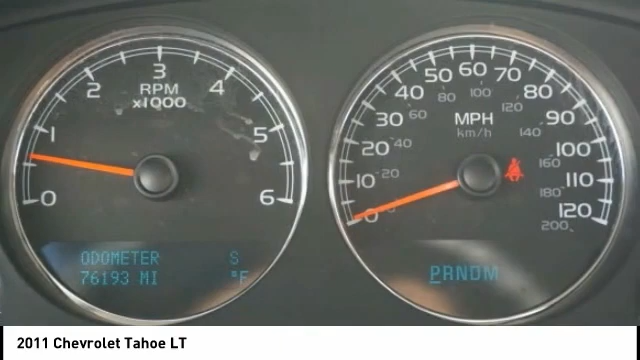 0 1 2 3 4 5 6
RPM
x1000
ODOMETER S
76193 MI °F
0 10 20 30 40 50 60 70 80 90 100 110 120
0 20 40 60 80 100 120 140 160 180 200
MPH
km/h
PRNDM
2011 Chevrolet Tahoe LT